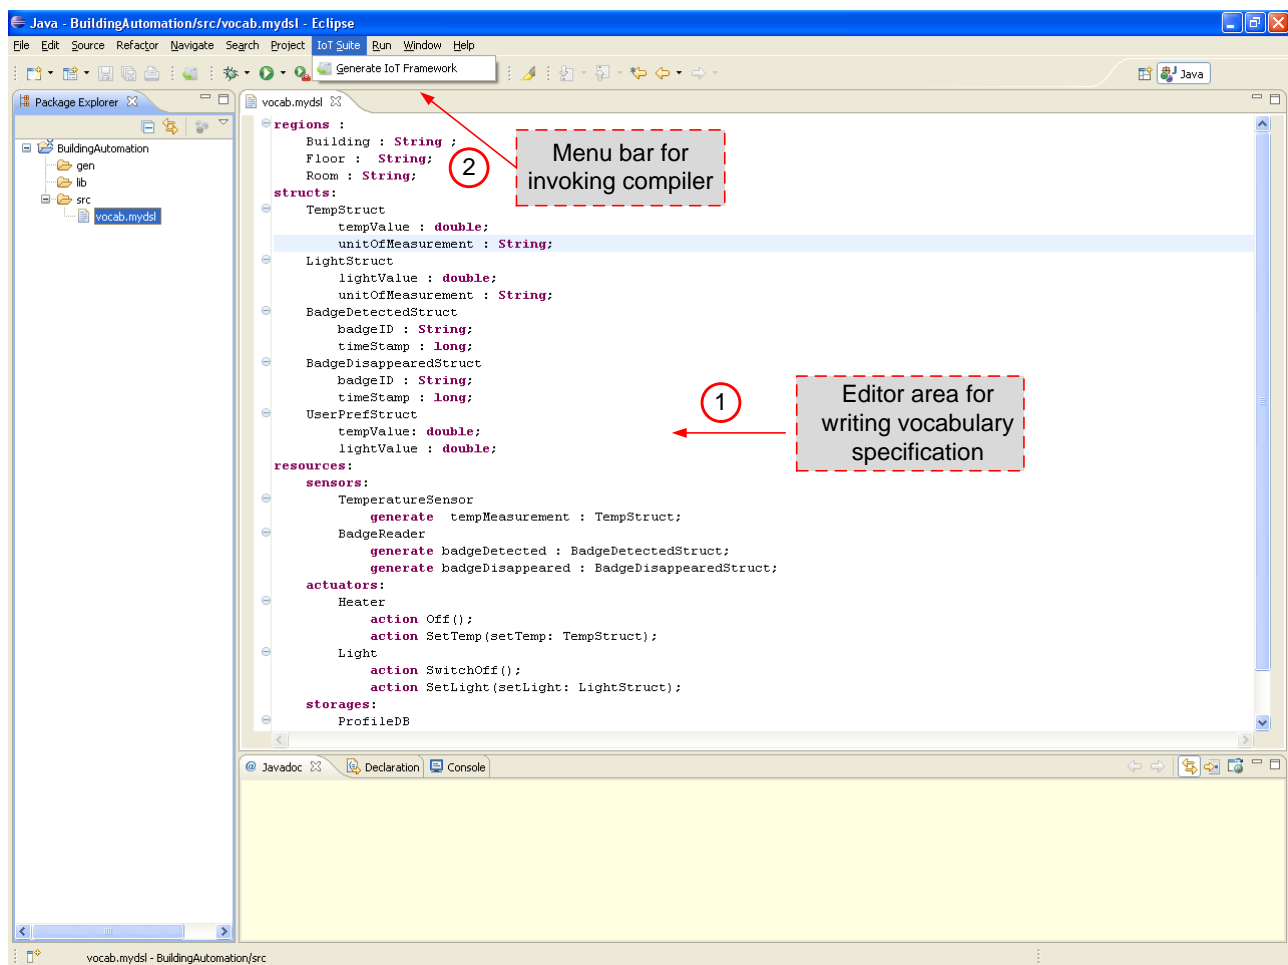 Java - BuildingAutomation/src/vocab.mydsl - Eclipse
File Edit Source Refactor Navigate Search Project IoT Suite Run Window Help
Generate IoT Framework
Java
Package Explorer
BuildingAutomation
gen
lib
src
vocab.mydsl
vocab.mydsl
regions :
Building : String ;
Floor : String;
Room : String;
structs:
TempStruct
tempValue : double;
unitOfMeasurement : String;
LightStruct
lightValue : double;
unitOfMeasurement : String;
BadgeDetectedStruct
badgeID : String;
timeStamp : long;
BadgeDisappearedStruct
badgeID : String;
timeStamp : long;
UserPrefStruct
tempValue: double;
lightValue : double;
resources:
sensors:
TemperatureSensor
generate tempMeasurement : TempStruct;
BadgeReader
generate badgeDetected : BadgeDetectedStruct;
generate badgeDisappeared : BadgeDisappearedStruct;
actuators:
Heater
action Off();
action SetTemp(setTemp: TempStruct);
Light
action SwitchOff();
action SetLight(setLight: LightStruct);
storages:
ProfileDB
2
Menu bar for
invoking compiler
1
Editor area for
writing vocabulary
specification
@ Javadoc Declaration Console
vocab.mydsl - BuildingAutomation/src